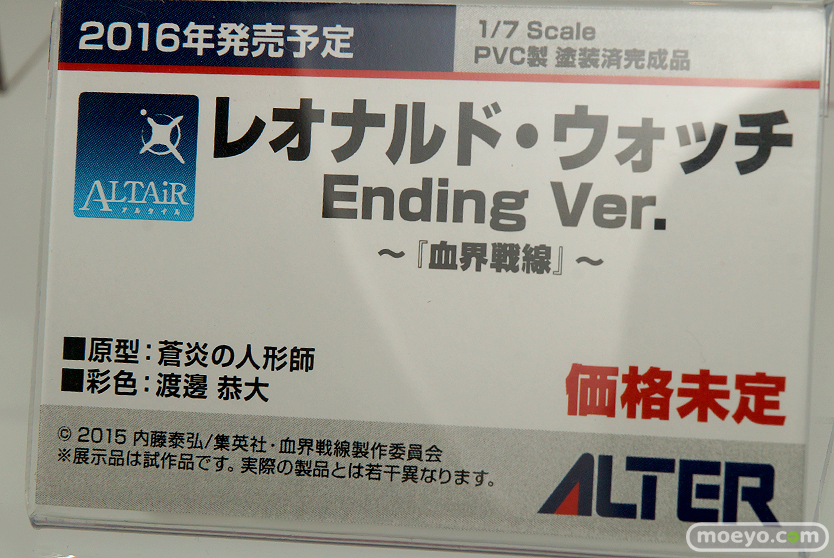 2016年発売予定
1/7 Scale
PVC製 塗装済完成品
ALTAiR
アルタイル
レオナルド・ウォッチ
Ending Ver.
~『血界戦線』~
■原型：蒼炎の人形師
■彩色：渡邊 恭大
価格未定
© 2015 内藤泰弘/集英社・血界戦線製作委員会
※展示品は試作品です。実際の製品とは若干異なります。
ALTER
moeyo.com